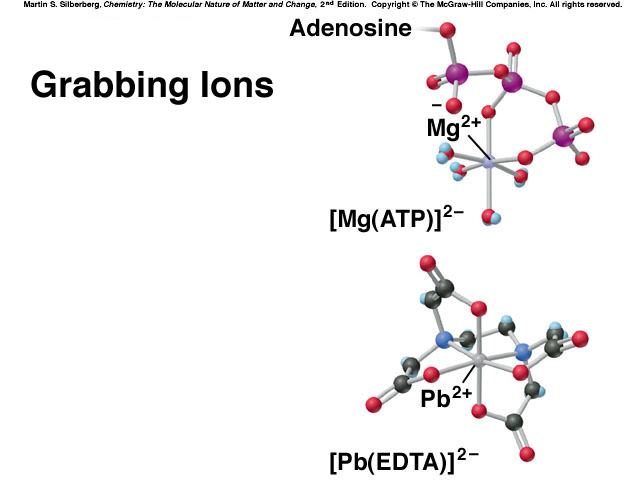 Martin S. Silberberg, Chemistry: The Molecular Nature of Matter and Change, 2nd Edition. Copyright © The McGraw-Hill Companies, Inc. All rights reserved.
Adenosine
Grabbing Ions
−
Mg2+
[Mg(ATP)]2−
Pb2+
[Pb(EDTA)]2−